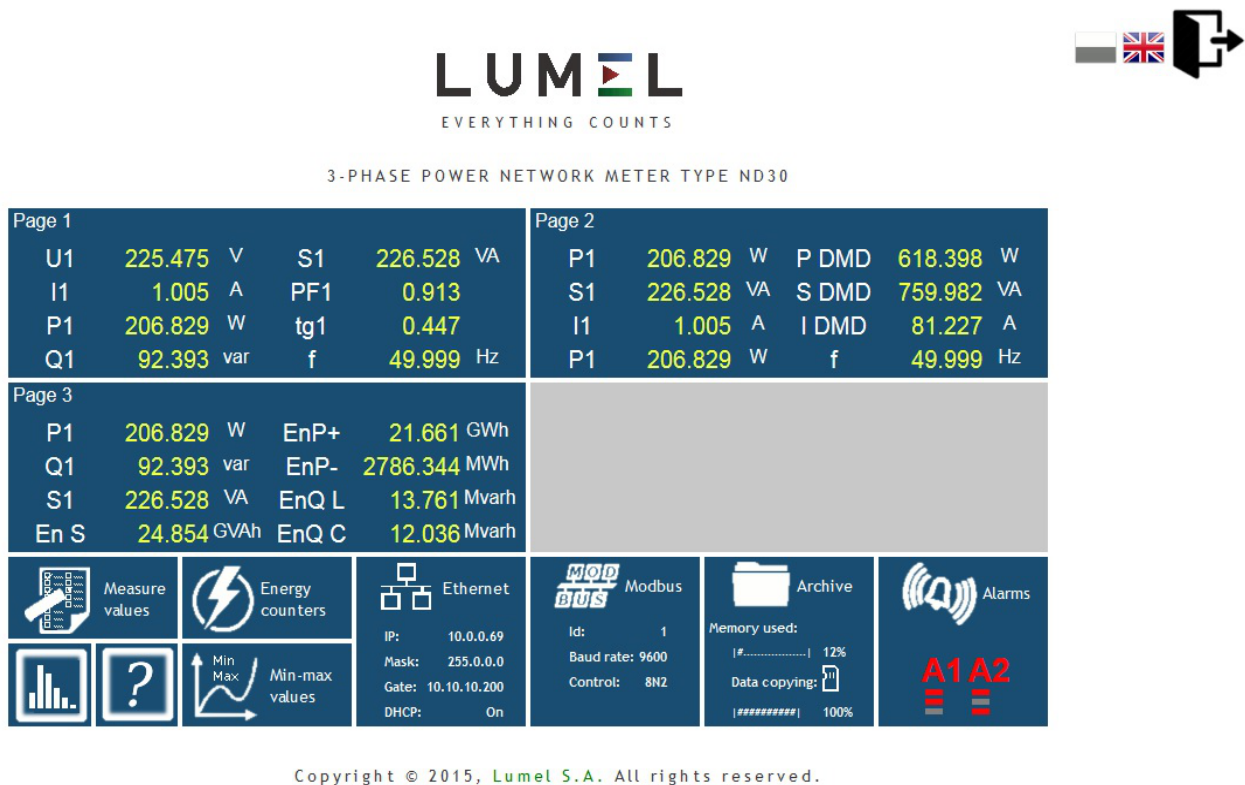 LUMEL
EVERYTHING COUNTS
3-PHASE POWER NETWORK METER TYPE ND30
Page 1
U1 225.475 V S1 226.528 VA
I1 1.005 A PF1 0.913
P1 206.829 W tg1 0.447
Q1 92.393 var f 49.999 Hz
Page 2
P1 206.829 W P DMD 618.398 W
S1 226.528 VA S DMD 759.982 VA
I1 1.005 A I DMD 81.227 A
P1 206.829 W f 49.999 Hz
Page 3
P1 206.829 W EnP+ 21.661 GWh
Q1 92.393 var EnP- 2786.344 MWh
S1 226.528 VA EnQ L 13.761 Mvarh
En S 24.854 GVAh EnQ C 12.036 Mvarh
Measure
values
Energy
counters
?
Min
Max
Min-max
values
Ethernet
IP: 10.0.0.69
Mask: 255.0.0.0
Gate: 10.10.10.200
DHCP: On
MOD
BUS
Modbus
Id: 1
Baud rate: 9600
Control: 8N2
Archive
Memory used:
|#..................| 12%
Data copying:
|##########| 100%
Alarms
A1 A2
Copyright © 2015, Lumel S.A. All rights reserved.